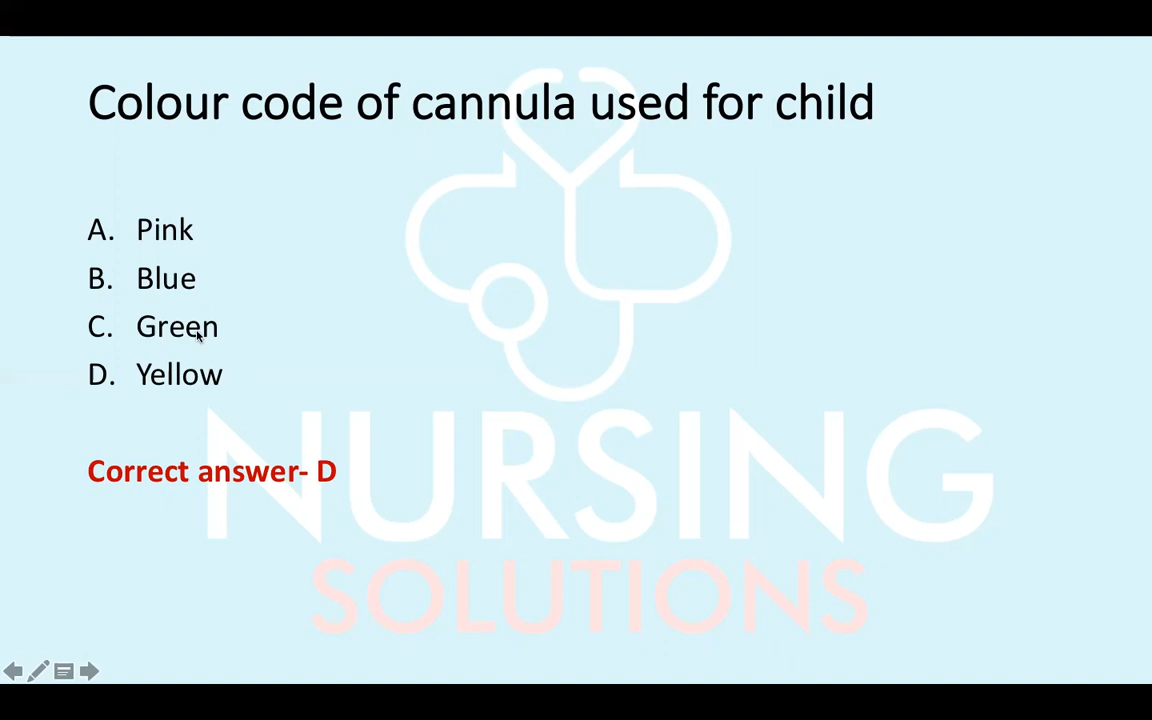 Colour code of cannula used for child
A. Pink
B. Blue
C. Green
D. Yellow
Correct answer- D
NURSING
SOLUTIONS